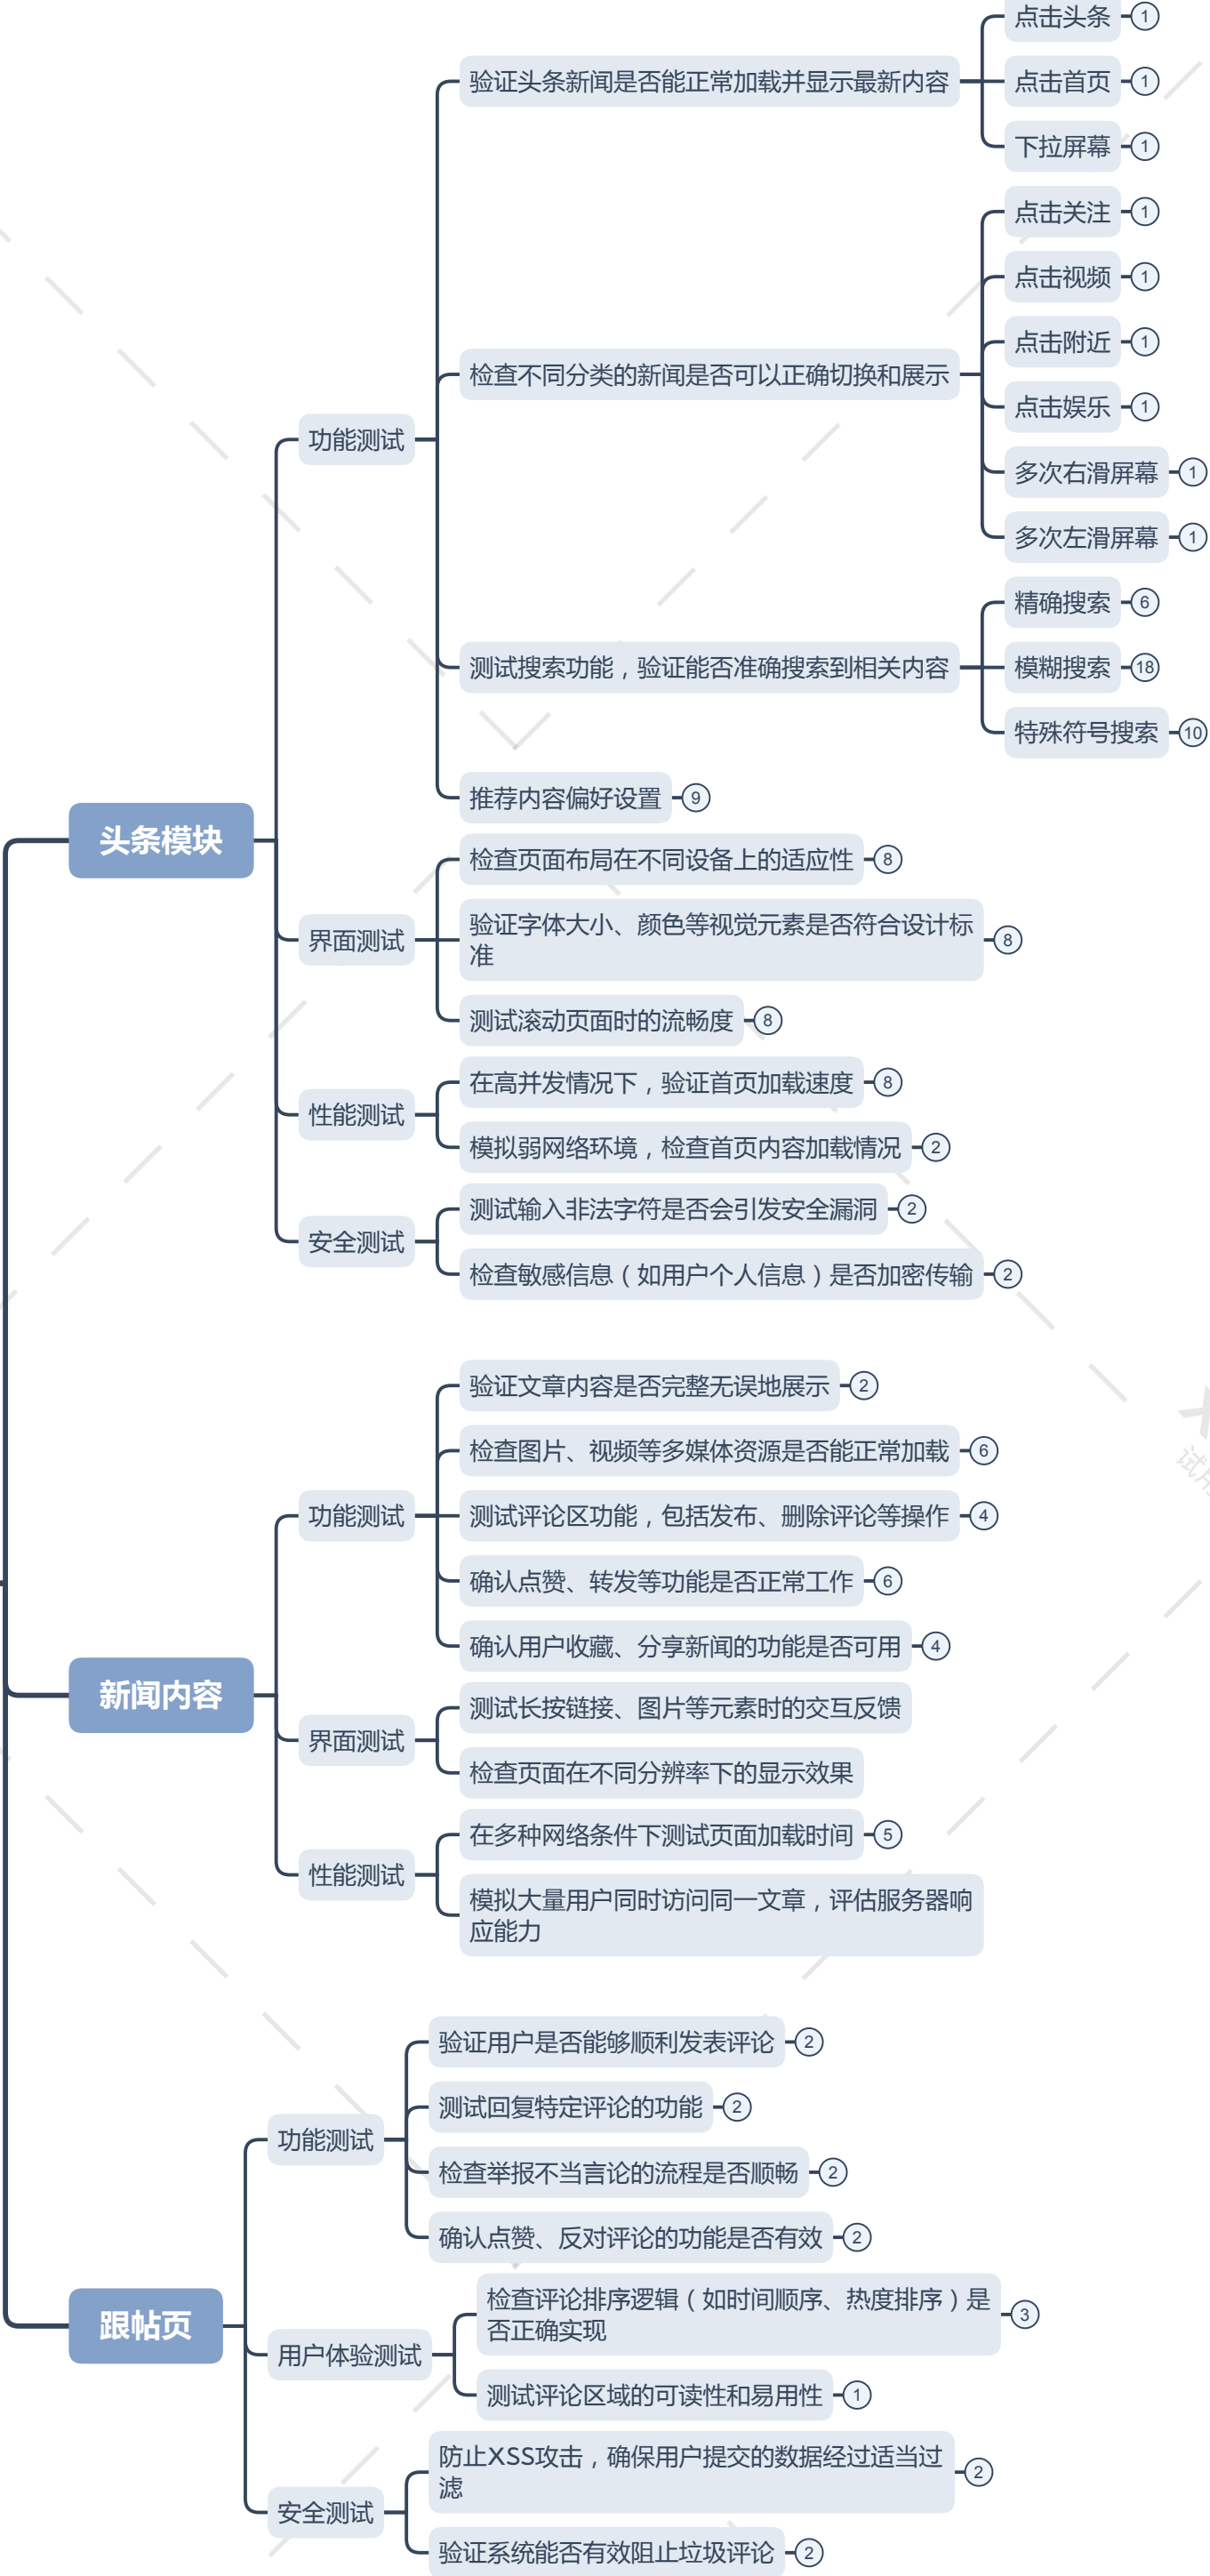 点击头条 1
验证头条新闻是否能正常加载并显示最新内容
点击首页 1
下拉屏幕 1
点击关注 1
点击视频 1
点击附近 1
检查不同分类的新闻是否可以正确切换和展示
点击娱乐 1
功能测试
多次右滑屏幕 1
多次左滑屏幕 1
精确搜索 6
测试搜索功能，验证能否准确搜索到相关内容
模糊搜索 18
特殊符号搜索 10
推荐内容偏好设置 9
头条模块
检查页面布局在不同设备上的适应性 8
界面测试
验证字体大小、颜色等视觉元素是否符合设计标
准 8
测试滚动页面时的流畅度 8
在高并发情况下，验证首页加载速度 8
性能测试
模拟弱网络环境，检查首页内容加载情况 2
测试输入非法字符是否会引发安全漏洞 2
安全测试
检查敏感信息（如用户个人信息）是否加密传输 2
验证文章内容是否完整无误地展示 2
检查图片、视频等多媒体资源是否能正常加载 6
功能测试
测试评论区功能，包括发布、删除评论等操作 4
确认点赞、转发等功能是否正常工作 6
确认用户收藏、分享新闻的功能是否可用 4
新闻内容
测试长按链接、图片等元素时的交互反馈
界面测试
检查页面在不同分辨率下的显示效果
在多种网络条件下测试页面加载时间 5
性能测试
模拟大量用户同时访问同一文章，评估服务器响
应能力
验证用户是否能够顺利发表评论 2
测试回复特定评论的功能 2
功能测试
检查举报不当言论的流程是否顺畅 2
确认点赞、反对评论的功能是否有效 2
跟帖页
检查评论排序逻辑（如时间顺序、热度排序）是
否正确实现 3
用户体验测试
测试评论区域的可读性和易用性 1
防止XSS攻击，确保用户提交的数据经过适当过
滤 2
安全测试
验证系统能否有效阻止垃圾评论 2